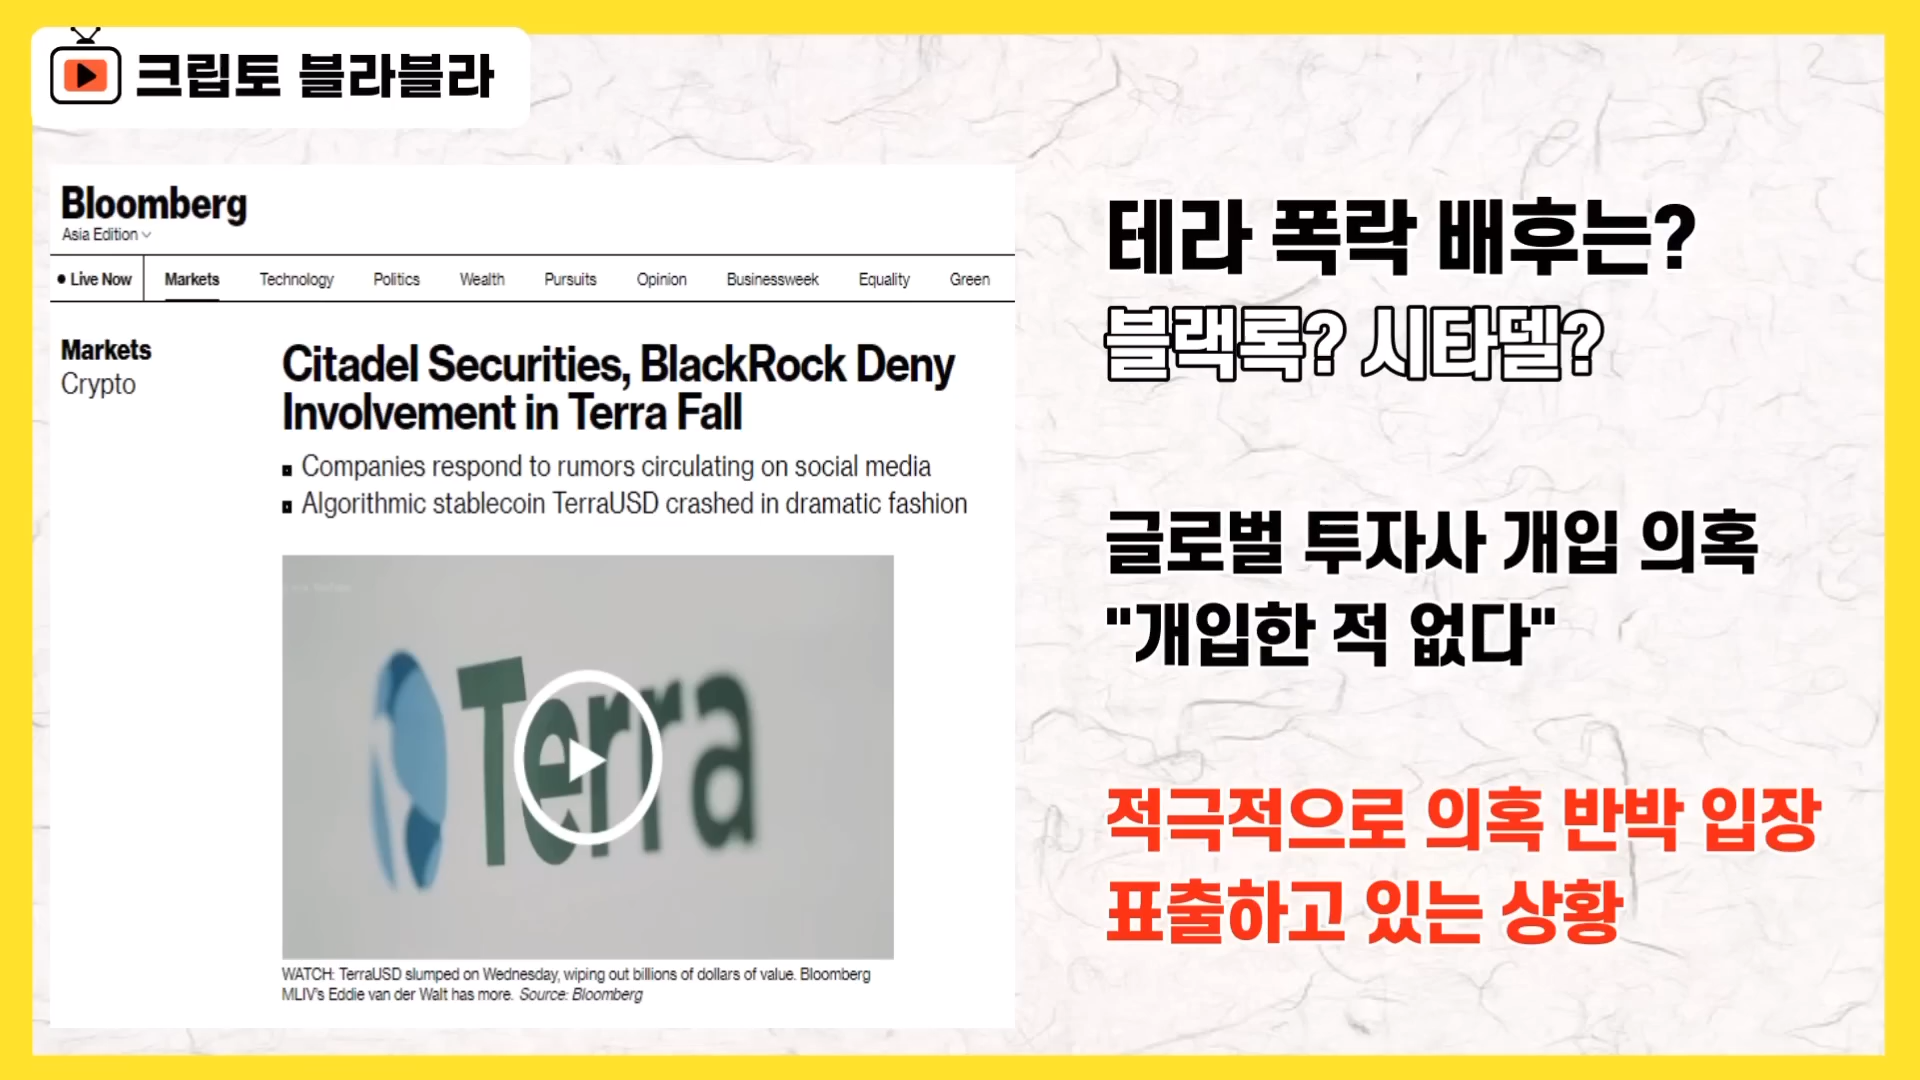 크립토 블라블라
Bloomberg
Asia Edition
Live Now Markets Technology Politics Wealth Pursuits Opinion Businessweek Equality Green
Markets
Crypto
Citadel Securities, BlackRock Deny
Involvement in Terra Fall
Companies respond to rumors circulating on social media
Algorithmic stablecoin TerraUSD crashed in dramatic fashion
Terra
WATCH: TerraUSD slumped on Wednesday, wiping out billions of dollars of value. Bloomberg
MLIV's Eddie van der Walt has more. Source: Bloomberg
테라 폭락 배후는?
블랙록? 시타델?
글로벌 투자사 개입 의혹
"개입한 적 없다"
적극적으로 의혹 반박 입장
표출하고 있는 상황